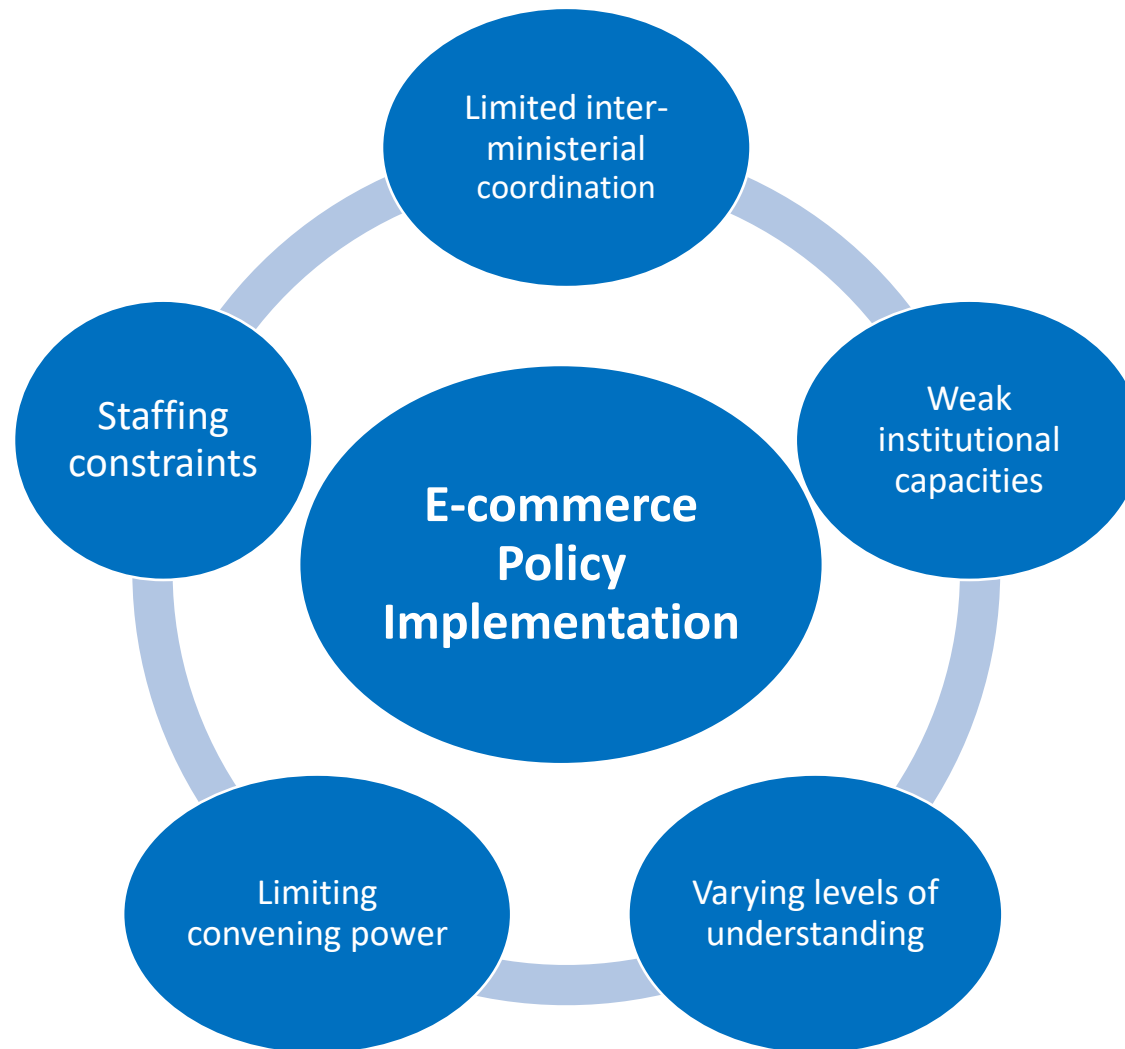 Limited inter-
ministerial
coordination
Weak
institutional
capacities
Staffing
constraints
E-commerce
Policy
Implementation
Varying levels of
understanding
Limiting
convening power